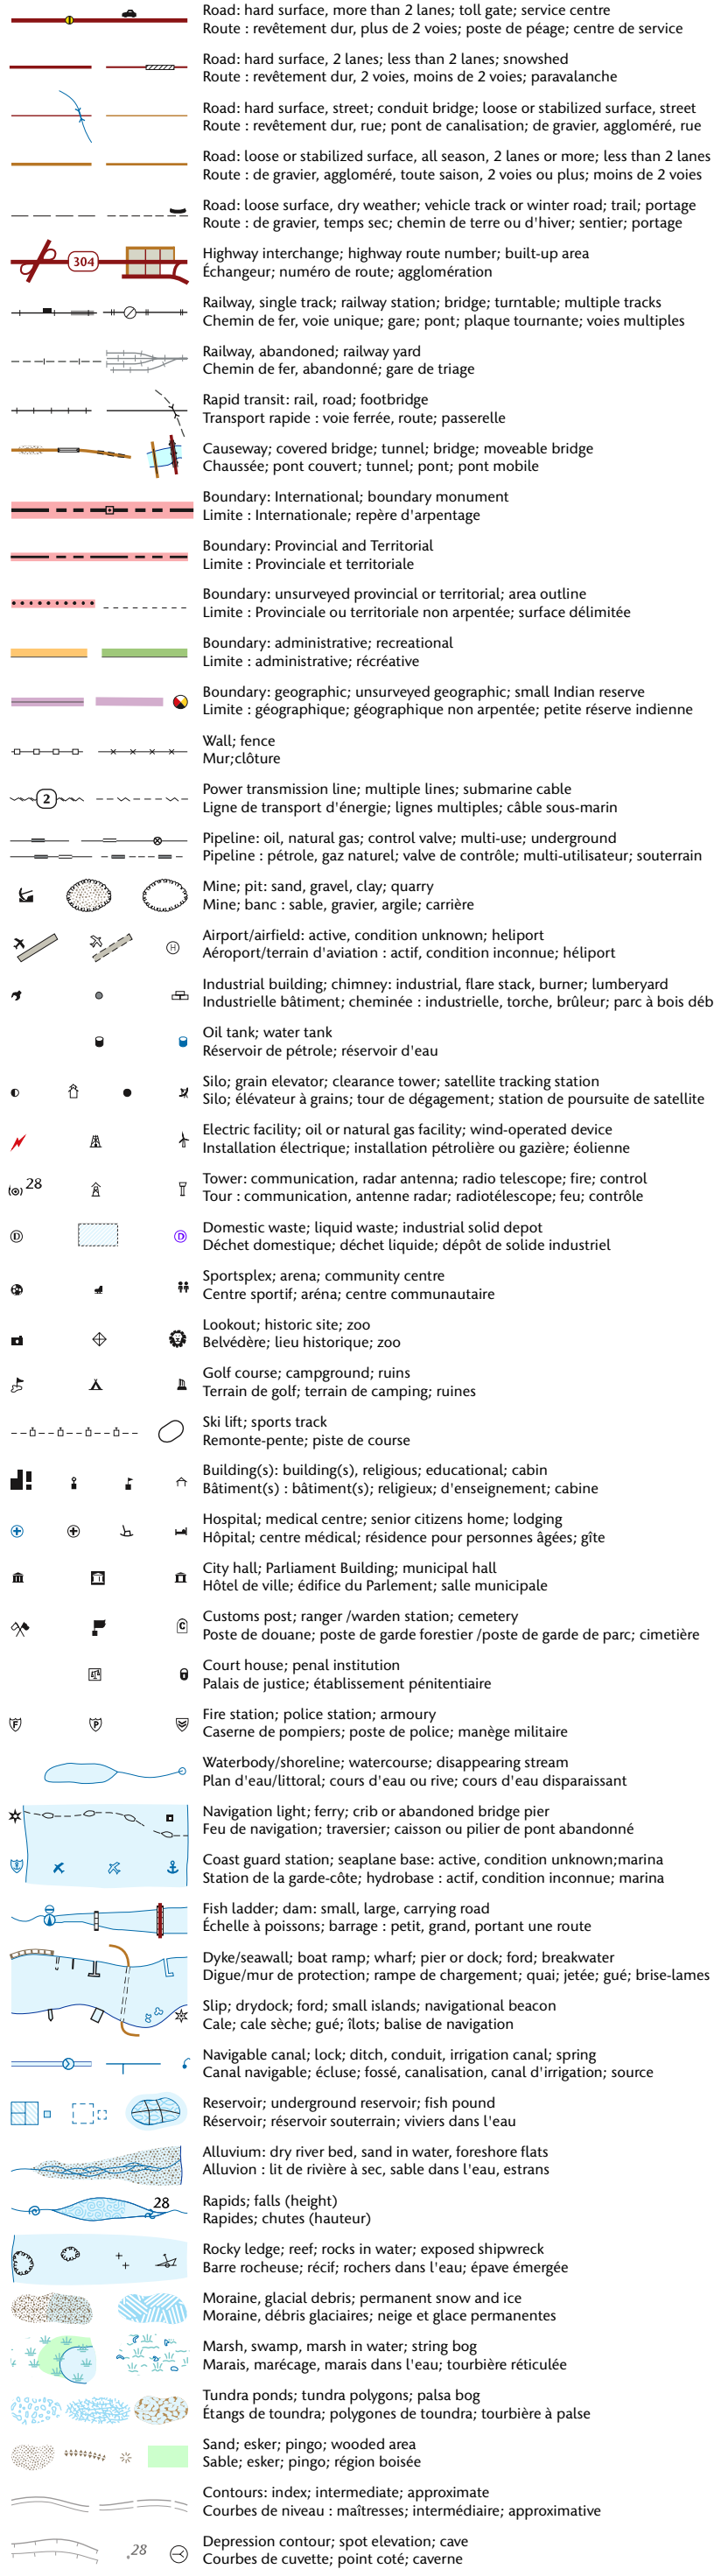 Road: hard surface, more than 2 lanes; toll gate; service centre
Route : revêtement dur, plus de 2 voies; poste de péage; centre de service
Road: hard surface, 2 lanes; less than 2 lanes; snowshed
Route : revêtement dur, 2 voies, moins de 2 voies; paravalanche
Road: hard surface, street; conduit bridge; loose or stabilized surface, street
Route : revêtement dur, rue; pont de canalisation; de gravier, aggloméré, rue
Road: loose or stabilized surface, all season, 2 lanes or more; less than 2 lanes
Route : de gravier, aggloméré, toute saison, 2 voies ou plus; moins de 2 voies
Road: loose surface, dry weather; vehicle track or winter road; trail; portage
Route : de gravier, temps sec; chemin de terre ou d'hiver; sentier; portage
304
Highway interchange; highway route number; built-up area
Échangeur; numéro de route; agglomération
Railway, single track; railway station; bridge; turntable; multiple tracks
Chemin de fer, voie unique; gare; pont; plaque tournante; voies multiples
Railway, abandoned; railway yard
Chemin de fer, abandonné; gare de triage
Rapid transit: rail, road; footbridge
Transport rapide : voie ferrée, route; passerelle
Causeway; covered bridge; tunnel; bridge; moveable bridge
Chaussée; pont couvert; tunnel; pont; pont mobile
Boundary: International; boundary monument
Limite : Internationale; repère d'arpentage
Boundary: Provincial and Territorial
Limite : Provinciale et territoriale
Boundary: unsurveyed provincial or territorial; area outline
Limite : Provinciale ou territoriale non arpentée; surface délimitée
Boundary: administrative; recreational
Limite : administrative; récréative
Boundary: geographic; unsurveyed geographic; small Indian reserve
Limite : géographique; géographique non arpentée; petite réserve indienne
Wall; fence
Mur;clôture
2
Power transmission line; multiple lines; submarine cable
Ligne de transport d'énergie; lignes multiples; câble sous-marin
Pipeline: oil, natural gas; control valve; multi-use; underground
Pipeline : pétrole, gaz naturel; valve de contrôle; multi-utilisateur; souterrain
Mine; pit: sand, gravel, clay; quarry
Mine; banc : sable, gravier, argile; carrière
H
Airport/airfield: active, condition unknown; heliport
Aéroport/terrain d'aviation : actif, condition inconnue; héliport
Industrial building; chimney: industrial, flare stack, burner; lumberyard
Industrielle bâtiment; cheminée : industrielle, torche, brûleur; parc à bois déb
Oil tank; water tank
Réservoir de pétrole; réservoir d'eau
Silo; grain elevator; clearance tower; satellite tracking station
Silo; élévateur à grains; tour de dégagement; station de poursuite de satellite
Electric facility; oil or natural gas facility; wind-operated device
Installation électrique; installation pétrolière ou gazière; éolienne
28
Tower: communication, radar antenna; radio telescope; fire; control
Tour : communication, antenne radar; radiotélescope; feu; contrôle
D D
Domestic waste; liquid waste; industrial solid depot
Déchet domestique; déchet liquide; dépôt de solide industriel
Sportsplex; arena; community centre
Centre sportif; aréna; centre communautaire
Lookout; historic site; zoo
Belvédère; lieu historique; zoo
Golf course; campground; ruins
Terrain de golf; terrain de camping; ruines
Ski lift; sports track
Remonte-pente; piste de course
Building(s): building(s), religious; educational; cabin
Bâtiment(s) : bâtiment(s); religieux; d'enseignement; cabine
Hospital; medical centre; senior citizens home; lodging
Hôpital; centre médical; résidence pour personnes âgées; gîte
City hall; Parliament Building; municipal hall
Hôtel de ville; édifice du Parlement; salle municipale
C
Customs post; ranger /warden station; cemetery
Poste de douane; poste de garde forestier /poste de garde de parc; cimetière
Court house; penal institution
Palais de justice; établissement pénitentiaire
F P
Fire station; police station; armoury
Caserne de pompiers; poste de police; manège militaire
Waterbody/shoreline; watercourse; disappearing stream
Plan d'eau/littoral; cours d'eau ou rive; cours d'eau disparaissant
Navigation light; ferry; crib or abandoned bridge pier
Feu de navigation; traversier; caisson ou pilier de pont abandonné
Coast guard station; seaplane base: active, condition unknown;marina
Station de la garde-côte; hydrobase : actif, condition inconnue; marina
Fish ladder; dam: small, large, carrying road
Échelle à poissons; barrage : petit, grand, portant une route
Dyke/seawall; boat ramp; wharf; pier or dock; ford; breakwater
Digue/mur de protection; rampe de chargement; quai; jetée; gué; brise-lames
Slip; drydock; ford; small islands; navigational beacon
Cale; cale sèche; gué; îlots; balise de navigation
Navigable canal; lock; ditch, conduit, irrigation canal; spring
Canal navigable; écluse; fossé, canalisation, canal d'irrigation; source
Reservoir; underground reservoir; fish pound
Réservoir; réservoir souterrain; viviers dans l'eau
Alluvium: dry river bed, sand in water, foreshore flats
Alluvion : lit de rivière à sec, sable dans l'eau, estrans
28
Rapids; falls (height)
Rapides; chutes (hauteur)
Rocky ledge; reef; rocks in water; exposed shipwreck
Barre rocheuse; récif; rochers dans l'eau; épave émergée
Moraine, glacial debris; permanent snow and ice
Moraine, débris glaciaires; neige et glace permanentes
Marsh, swamp, marsh in water; string bog
Marais, marécage, marais dans l'eau; tourbière réticulée
Tundra ponds; tundra polygons; palsa bog
Étangs de toundra; polygones de toundra; tourbière à palse
Sand; esker; pingo; wooded area
Sable; esker; pingo; région boisée
Contours: index; intermediate; approximate
Courbes de niveau : maîtresses; intermédiaire; approximative
28
Depression contour; spot elevation; cave
Courbes de cuvette; point coté; caverne